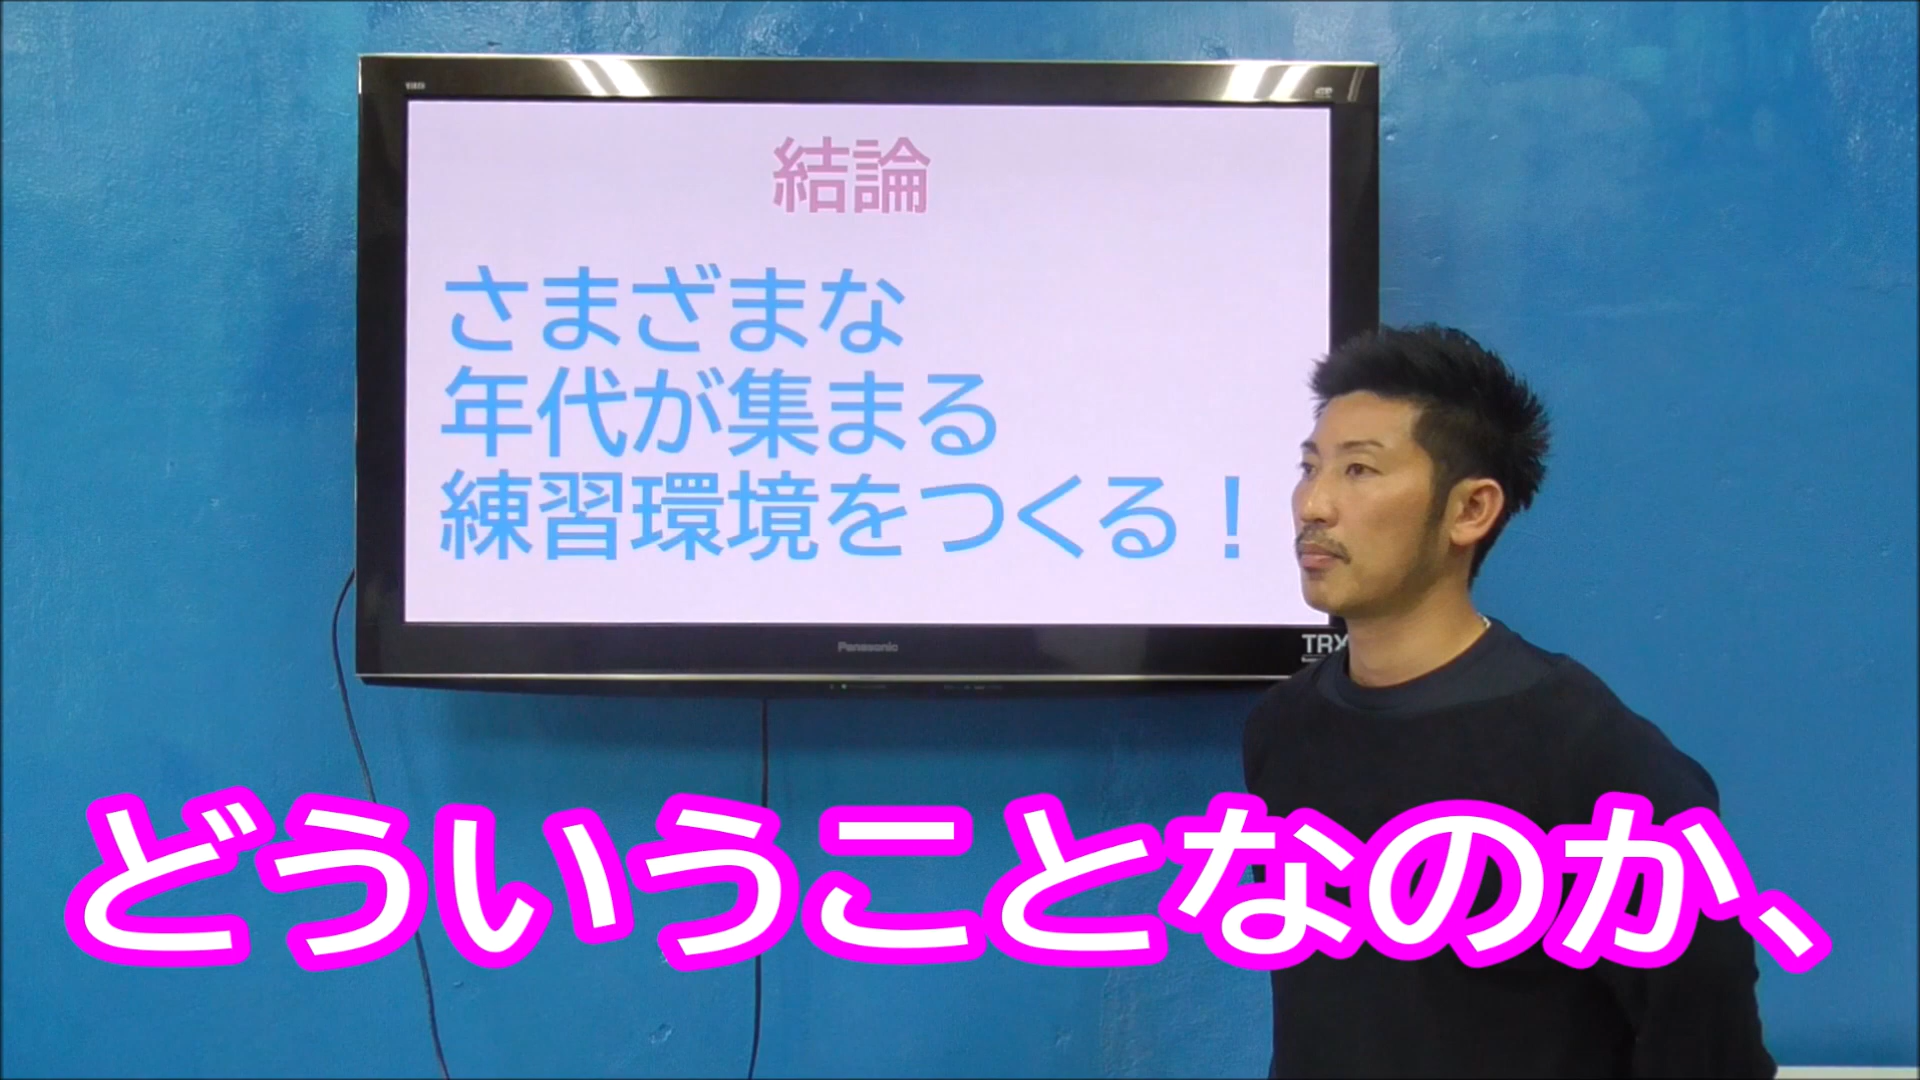 結論
さまざまな
年代が集まる
練習環境をつくる！
Panasonic
TRX
どういうことなのか、